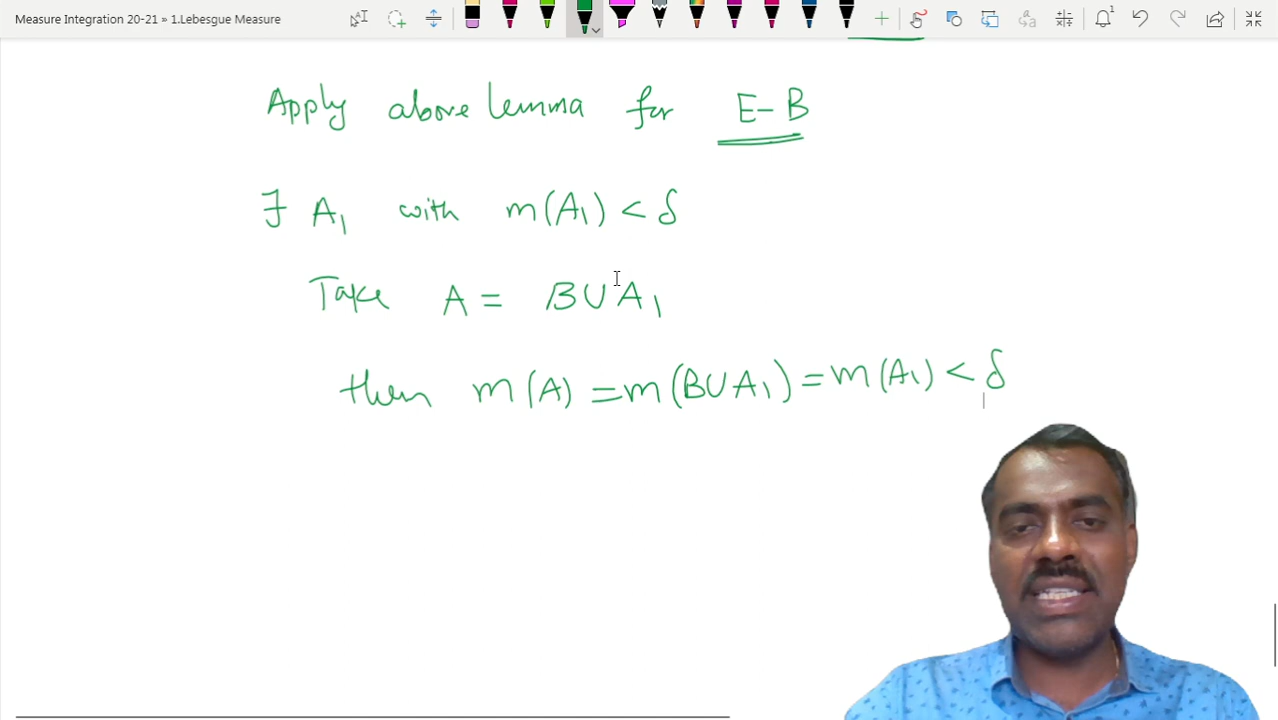 Measure Integration 20-21 » 1.Lebesgue Measure
Apply above lemma for E-B
∃ A₁ with m(A₁) < δ
Take A = B∪A₁
then m(A) = m(B∪A₁) = m(A₁) < δ